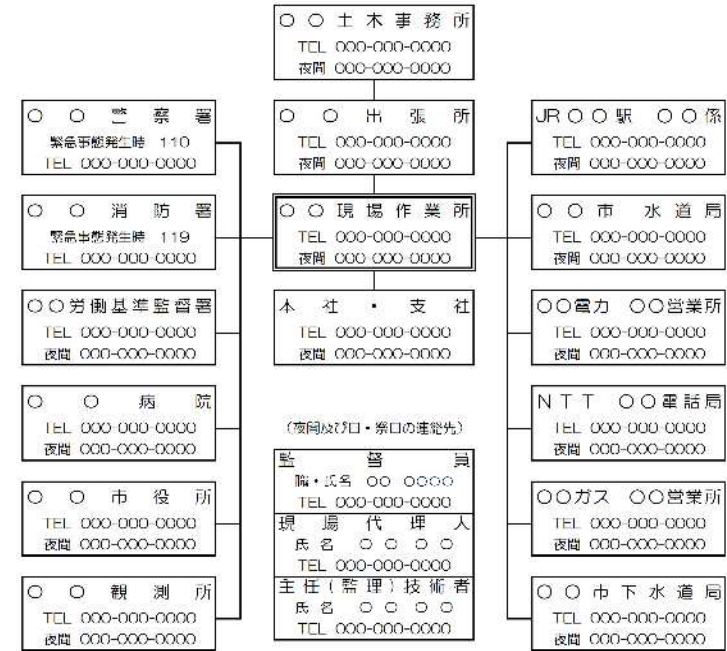 ○ ○ 土 木 事 務 所
TEL 000-000-0000
夜間 000-000-0000
○ ○ 警 察 署
緊急事態発生時 110
TEL 000-000-0000
○ ○ 消 防 署
緊急事態発生時 119
TEL 000-000-0000
○○労働基準監督署
TEL 000-000-0000
夜間 000-000-0000
○ ○ 病 院
TEL 000-000-0000
夜間 000-000-0000
○ ○ 市 役 所
TEL 000-000-0000
夜間 000-000-0000
○ ○ 観 測 所
TEL 000-000-0000
夜間 000-000-0000
○ ○ 出 張 所
TEL 000-000-0000
夜間 000-000-0000
○○現場作業所
TEL 000-000-0000
夜間 000-000-0000
本 社 ・ 支 社
TEL 000-000-0000
夜間 000-000-0000
(夜間及び日・祭日の連絡先)
監 督 員
職・氏名 ○○ ○○○○
TEL 000-000-0000
現 場 代 理 人
氏 名 ○ ○ ○ ○
TEL 000-000-0000
主任(監理)技術者
氏 名 ○ ○ ○ ○
TEL 000-000-0000
JR○○駅 ○○係
TEL 000-000-0000
夜間 000-000-0000
○ ○ 市 水 道 局
TEL 000-000-0000
夜間 000-000-0000
○○電力 ○○営業所
TEL 000-000-0000
夜間 000-000-0000
NTT ○○電話局
TEL 000-000-0000
夜間 000-000-0000
○○ガス ○○営業所
TEL 000-000-0000
夜間 000-000-0000
○ ○ 市 下 水 道 局
TEL 000-000-0000
夜間 000-000-0000